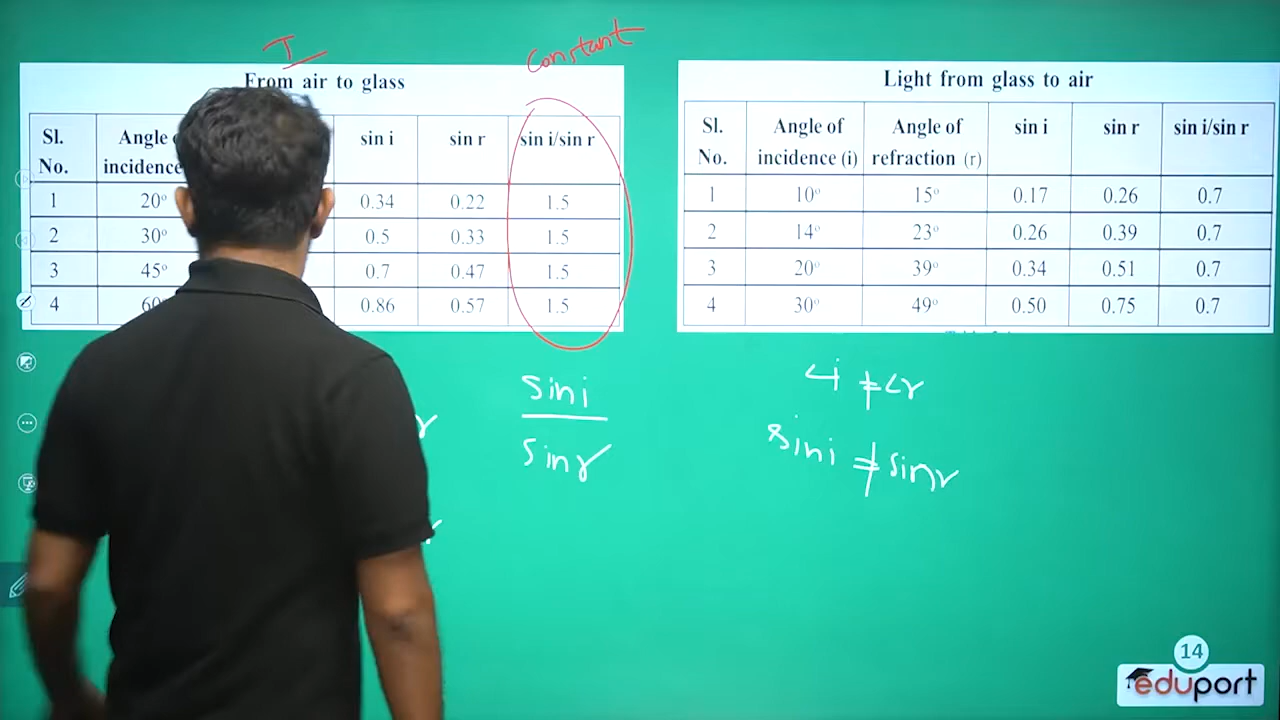 I
Constant
From air to glass
Sl. No. Angle incidence sin i sin r sin i/sin r
1 20° 0.34 0.22 1.5
2 30° 0.5 0.33 1.5
3 45° 0.7 0.47 1.5
4 60 0.86 0.57 1.5
Light from glass to air
Sl. No. Angle of incidence (i) Angle of refraction (r) sin i sin r sin i/sin r
1 10° 15° 0.17 0.26 0.7
2 14° 23° 0.26 0.39 0.7
3 20° 39° 0.34 0.51 0.7
4 30° 49° 0.50 0.75 0.7
sini
sinr
r
∠i ≠ ∠r
sini ≠ sinr
14
eduport